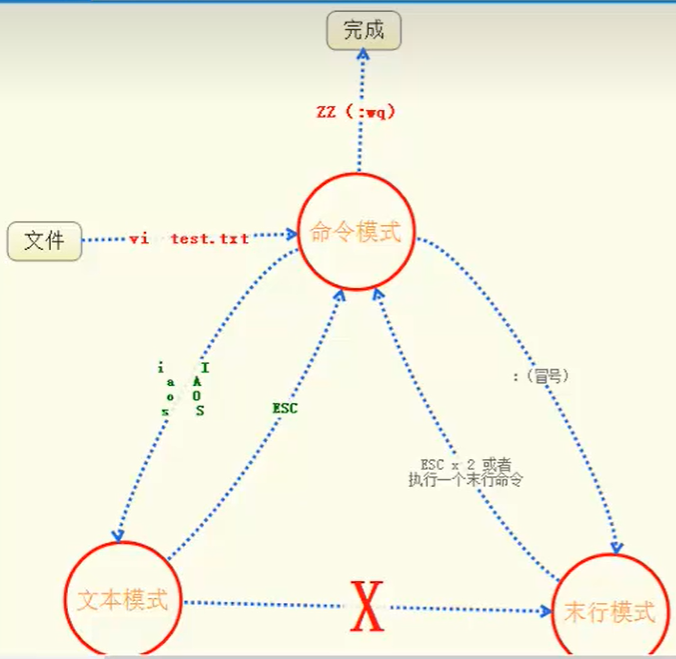 完成
ZZ（:wq）
文件
vi test.txt
命令模式
i I
a A
o O
s S
ESC
:（冒号）
ESC x 2 或者
执行一个末行命令
文本模式
X
末行模式